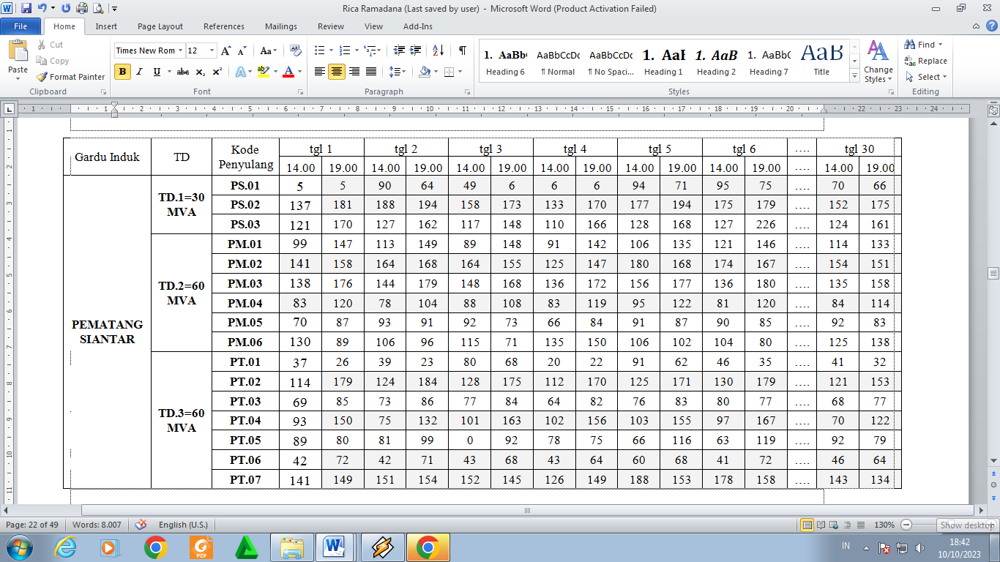 Rica Ramadana (Last saved by user) - Microsoft Word (Product Activation Failed)
File Home Insert Page Layout References Mailings Review View Add-Ins
Paste
Cut
Copy
Format Painter
Clipboard
Times New Rom 12
B I U abc x₂ x²
Font
Paragraph
1. AaBb( AaBbCcDc AaBbCcDc 1. AaB 1. AaB 1. AaBbC AaB
Heading 6 ¶ Normal ¶ No Spaci... Heading 1 Heading 2 Heading 7 Title
Change Styles
Styles
Find
Replace
Select
Editing
Gardu Induk TD Kode Penyulang tgl 1 tgl 2 tgl 3 tgl 4 tgl 5 tgl 6 .... tgl 30
14.00 19.00 14.00 19.00 14.00 19.00 14.00 19.00 14.00 19.00 14.00 19.00 .... 14.00 19.00
PEMATANG SIANTAR
TD.1=30 MVA
PS.01 5 5 90 64 49 6 6 6 94 71 95 75 .... 70 66
PS.02 137 181 188 194 158 173 133 170 177 194 175 179 .... 152 175
PS.03 121 170 127 162 117 148 110 166 128 168 127 226 .... 124 161
TD.2=60 MVA
PM.01 99 147 113 149 89 148 91 142 106 135 121 146 .... 114 133
PM.02 141 158 164 168 164 155 125 147 180 168 174 167 .... 154 151
PM.03 138 176 144 179 148 168 136 172 156 177 136 180 .... 135 158
PM.04 83 120 78 104 88 108 83 119 95 122 81 120 .... 84 114
PM.05 70 87 93 91 92 73 66 84 91 87 90 85 .... 92 83
PM.06 130 89 106 96 115 71 135 150 106 102 104 80 .... 125 138
TD.3=60 MVA
PT.01 37 26 39 23 80 68 20 22 91 62 46 35 .... 41 32
PT.02 114 179 124 184 128 175 112 170 125 171 130 179 .... 121 153
PT.03 69 85 73 86 77 84 64 82 76 83 80 77 .... 68 77
PT.04 93 150 75 132 101 163 102 156 103 155 97 167 .... 70 122
PT.05 89 80 81 99 0 92 78 75 66 116 63 119 .... 92 79
PT.06 42 72 42 71 43 68 43 64 60 68 41 72 .... 46 64
PT.07 141 149 151 154 152 145 126 149 188 153 178 158 .... 143 134
Page: 22 of 49 Words: 8.007 English (U.S.) 130% Show desktop
IN 18:42
10/10/2023